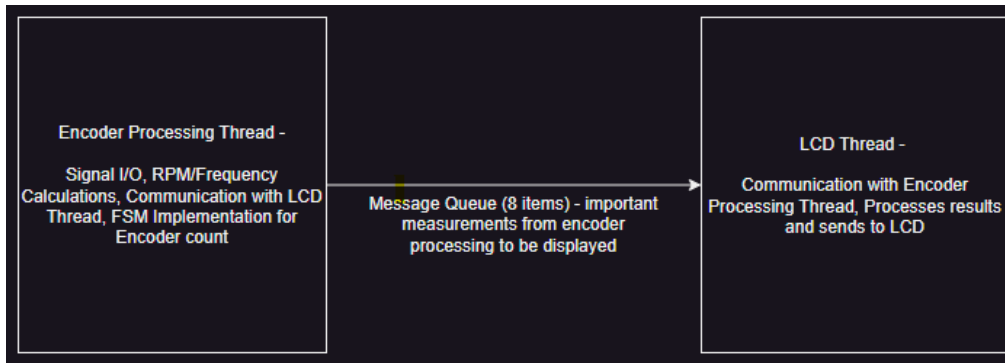 Encoder Processing Thread -
Signal I/O, RPM/Frequency
Calculations, Communication with LCD
Thread, FSM Implementation for
Encoder count
Message Queue (8 items) - important
measurements from encoder
processing to be displayed
LCD Thread -
Communication with Encoder
Processing Thread, Processes results
and sends to LCD